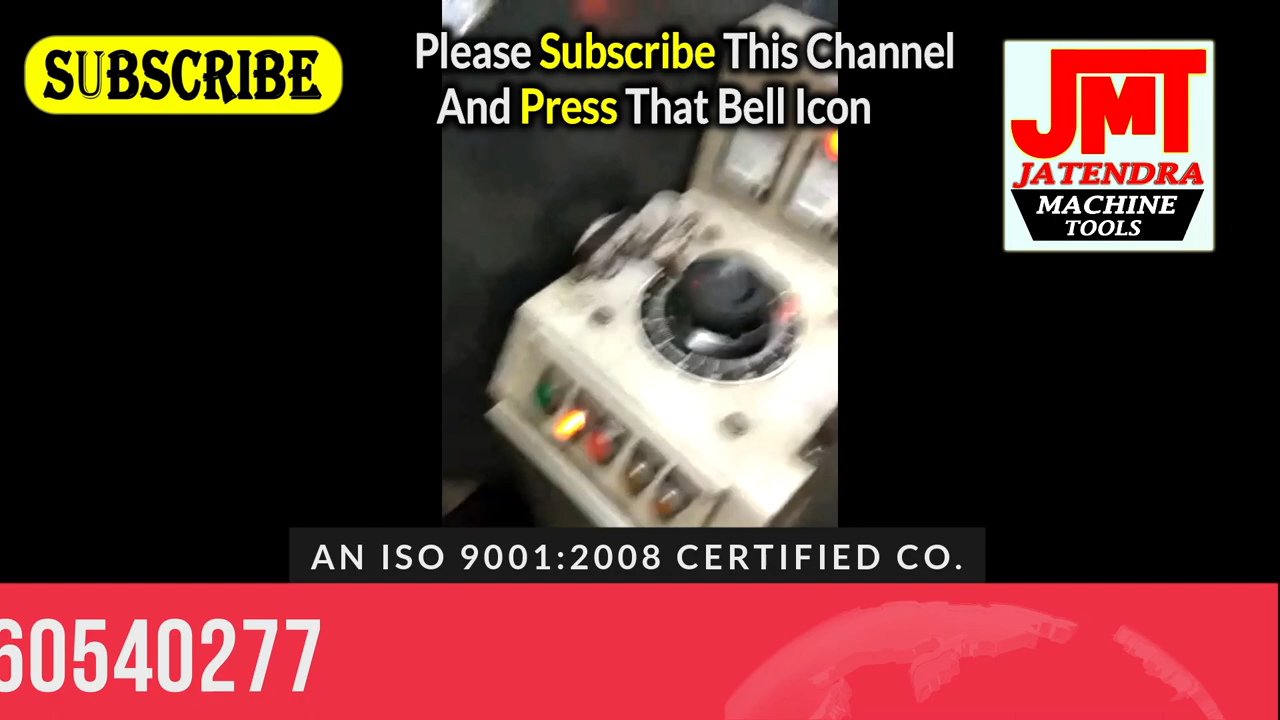 SUBSCRIBE
Please Subscribe This Channel
And Press That Bell Icon
JMT
JATENDRA
MACHINE
TOOLS
AN ISO 9001:2008 CERTIFIED CO.
60540277